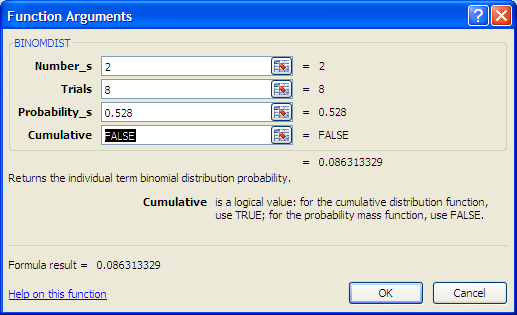 Function Arguments
BINOMDIST
Number_s 2 = 2
Trials 8 = 8
Probability_s 0.528 = 0.528
Cumulative FALSE = FALSE
= 0.086313329
Returns the individual term binomial distribution probability.
Cumulative is a logical value: for the cumulative distribution function,
use TRUE; for the probability mass function, use FALSE.
Formula result = 0.086313329
Help on this function OK Cancel